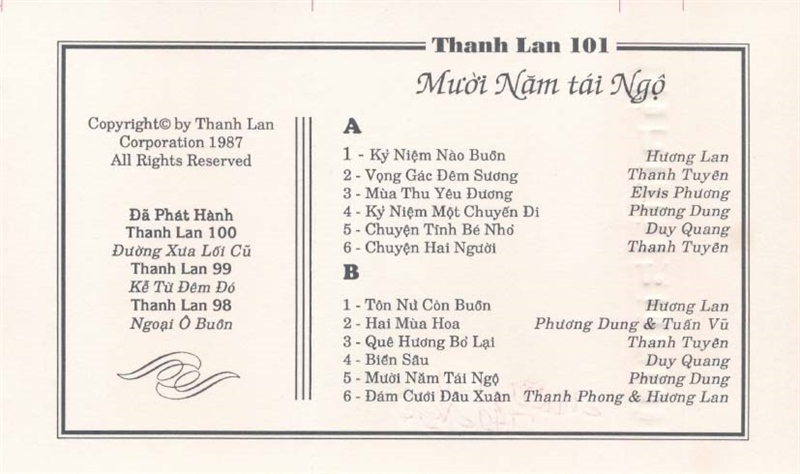 Thanh Lan 101
Mười Năm tái Ngộ
Copyright© by Thanh Lan
Corporation 1987
All Rights Reserved
Đã Phát Hành
Thanh Lan 100
Đường Xưa Lối Cũ
Thanh Lan 99
Kể Từ Đêm Đó
Thanh Lan 98
Ngoại Ô Buồn
A
1 - Kỷ Niệm Nào Buồn Hương Lan
2 - Vọng Gác Đêm Sương Thanh Tuyền
3 - Mùa Thu Yêu Đương Elvis Phương
4 - Kỷ Niệm Một Chuyến Đi Phương Dung
5 - Chuyện Tình Bé Nhỏ Duy Quang
6 - Chuyện Hai Người Thanh Tuyền
B
1 - Tôn Nữ Còn Buồn Hương Lan
2 - Hai Mùa Hoa Phương Dung & Tuấn Vũ
3 - Quê Hương Bỏ Lại Thanh Tuyền
4 - Biển Sầu Duy Quang
5 - Mười Năm Tái Ngộ Phương Dung
6 - Đám Cưới Đầu Xuân Thanh Phong & Hương Lan